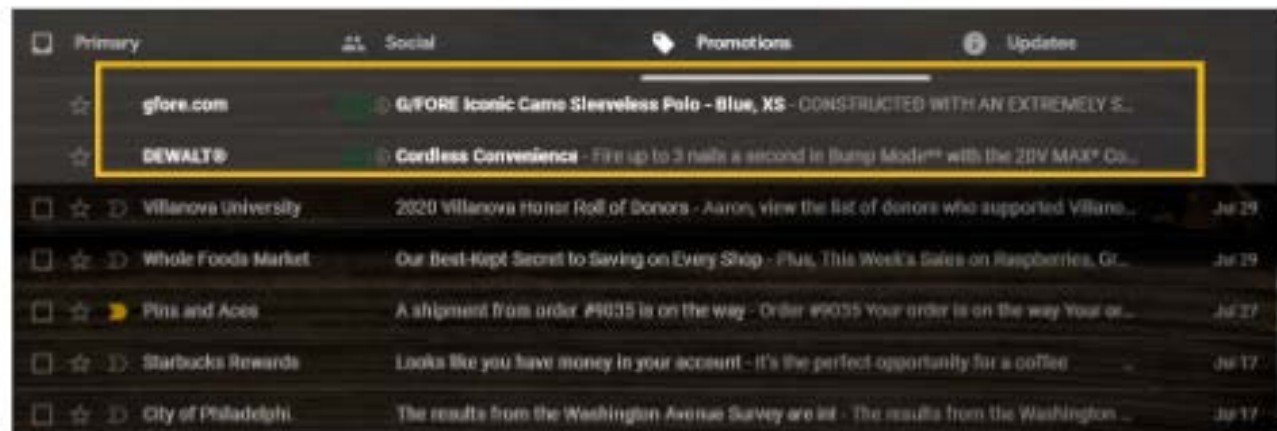 Primary Social Promotions Updates
gfore.com G/FORE Iconic Camo Sleeveless Polo - Blue, XS - CONSTRUCTED WITH AN EXTREMELY S...
DEWALT® Cordless Convenience - Fire up to 3 nails a second in Bump Mode** with the 20V MAX* Co...
Villanova University 2020 Villanova Honor Roll of Donors - Aaron, view the list of donors who supported Villano... Jul 29
Whole Foods Market Our Best-Kept Secret to Saving on Every Shop - Plus, This Week's Sales on Raspberries, Gr... Jul 29
Pins and Aces A shipment from order #9035 is on the way - Order #9035 Your order is on the way Your or... Jul 27
Starbucks Rewards Looks like you have money in your account - It's the perfect opportunity for a coffee Jul 17
City of Philadelphi. The results from the Washington Avenue Survey are in! - The results from the Washington ... Jul 17